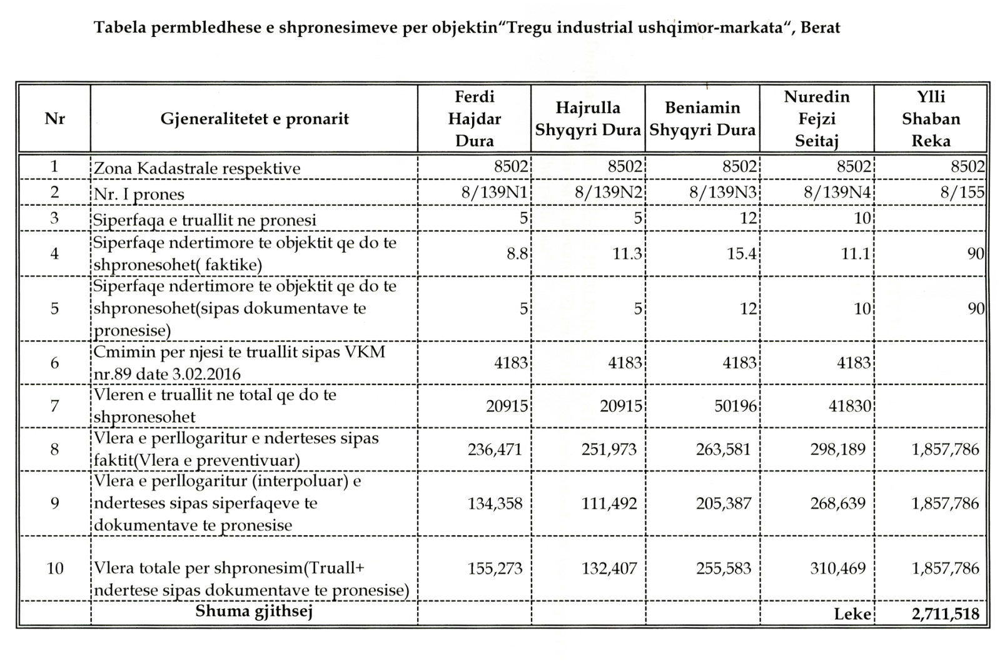 Tabela permbledhese e shpronesimeve per objektin“Tregu industrial ushqimor-markata“, Berat
Nr Gjeneralitetet e pronarit Ferdi Hajdar Dura Hajrulla Shyqyri Dura Beniamin Shyqyri Dura Nuredin Fejzi Seitaj Ylli Shaban Reka
1 Zona Kadastrale respektive 8502 8502 8502 8502 8502
2 Nr. I prones 8/139N1 8/139N2 8/139N3 8/139N4 8/155
3 Siperfaqa e truallit ne pronesi 5 5 12 10
4 Siperfaqe ndertimore te objektit qe do te
shpronesohet( faktike) 8.8 11.3 15.4 11.1 90
5 Siperfaqe ndertimore te objektit qe do te
shpronesohet(sipas dokumentave te
pronesise) 5 5 12 10 90
6 Cmimin per njesi te truallit sipas VKM
nr.89 date 3.02.2016 4183 4183 4183 4183
7 Vleren e truallit ne total qe do te
shpronesohet 20915 20915 50196 41830
8 Vlera e perllogaritur e nderteses sipas
faktit(Vlera e preventivuar) 236,471 251,973 263,581 298,189 1,857,786
9 Vlera e perllogaritur (interpoluar) e
nderteses sipas siperfaqeve te
dokumentave te pronesise 134,358 111,492 205,387 268,639 1,857,786
10 Vlera totale per shpronesim(Truall+
ndertese sipas dokumentave te pronesise) 155,273 132,407 255,583 310,469 1,857,786
Shuma gjithsej Leke 2,711,518